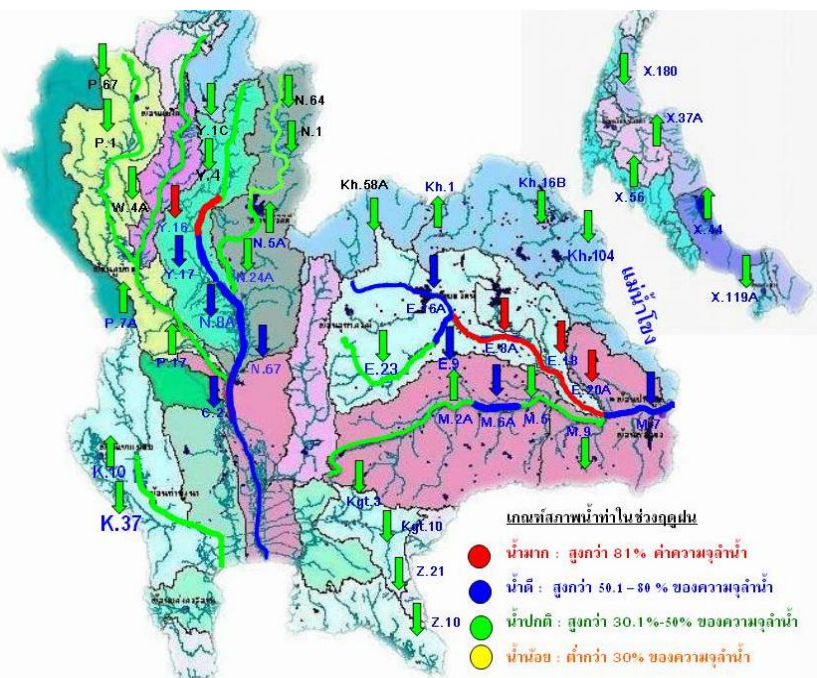 P.67
P.1
W.4A
Y.1C
Y.4
N.64
N.1
Y.16
Y.17
N.5A
N.24A
N.8A
N.67
P.7A
P.17
C.2
K.10
K.37
Kh.58A
Kh.1
Kh.16B
Kh.104
แม่น้ำโขง
E.16A
E.8A
E.23
E.9
E.18
E.20A
M.2A
M.6A
M.5
M.9
M.7
Kgt.3
Kgt.10
Z.21
Z.10
X.180
X.37A
X.56
X.44
X.119A
เกณฑ์สภาพน้ำท่าในช่วงฤดูฝน
น้ำมาก : สูงกว่า 81% ค่าความจุลำน้ำ
น้ำดี : สูงกว่า 50.1 - 80 % ของความจุลำน้ำ
น้ำปกติ : สูงกว่า 30.1%-50% ของความจุลำน้ำ
น้ำน้อย : ต่ำกว่า 30% ของความจุลำน้ำ